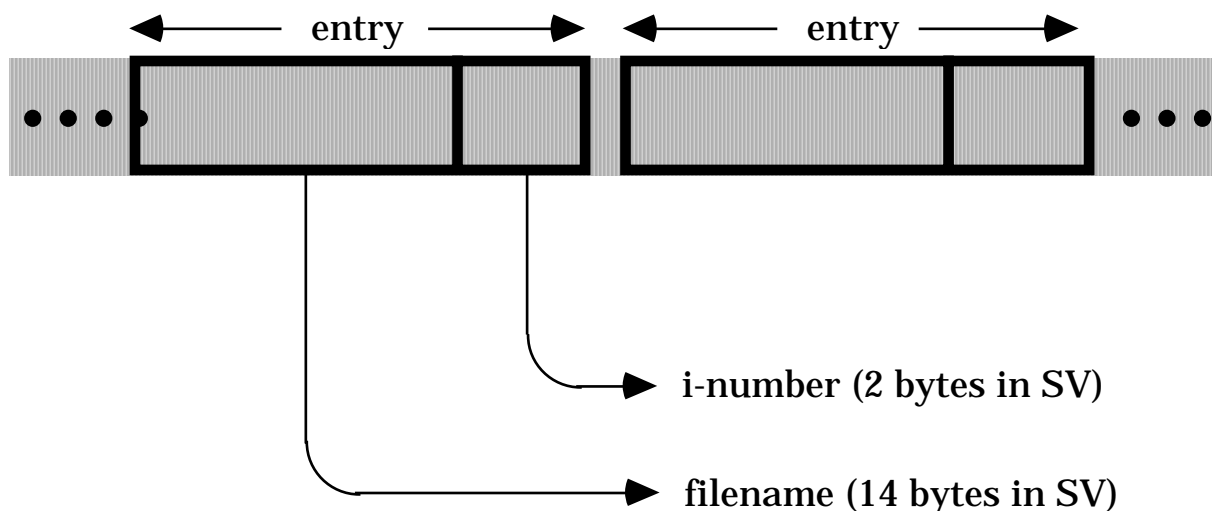 entry
entry
i-number (2 bytes in SV)
filename (14 bytes in SV)